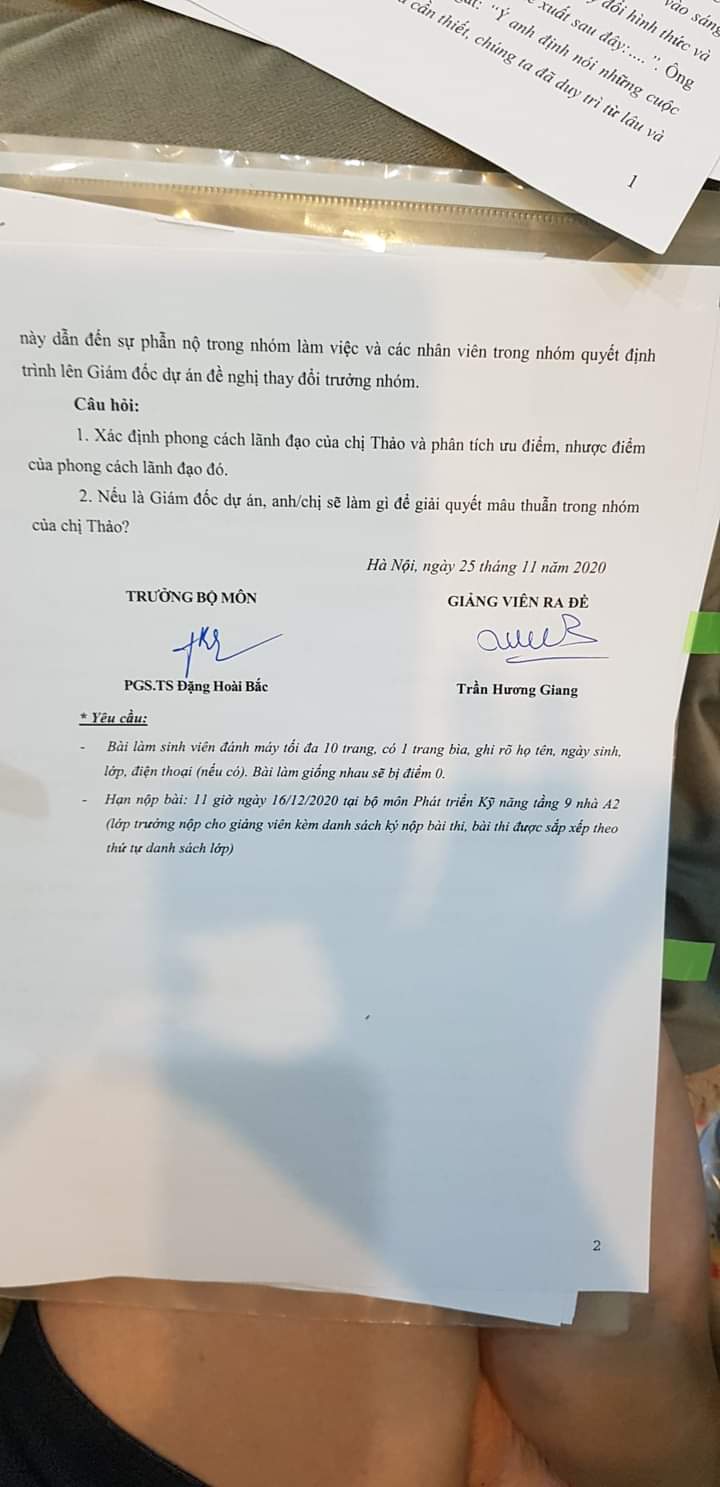 vào sáng
đổi hình thức và
xuất sau đây:.... ". Ông
"Ý anh định nói những cuộc
cần thiết, chúng ta đã duy trì từ lâu và
1
này dẫn đến sự phẫn nộ trong nhóm làm việc và các nhân viên trong nhóm quyết định
trình lên Giám đốc dự án đề nghị thay đổi trưởng nhóm.
Câu hỏi:
1. Xác định phong cách lãnh đạo của chị Thảo và phân tích ưu điểm, nhược điểm
của phong cách lãnh đạo đó.
2. Nếu là Giám đốc dự án, anh/chị sẽ làm gì để giải quyết mâu thuẫn trong nhóm
của chị Thảo?
Hà Nội, ngày 25 tháng 11 năm 2020
TRƯỞNG BỘ MÔN GIẢNG VIÊN RA ĐỀ
PGS.TS Đặng Hoài Bắc Trần Hương Giang
* Yêu cầu:
- Bài làm sinh viên đánh máy tối đa 10 trang, có 1 trang bìa, ghi rõ họ tên, ngày sinh,
lớp, điện thoại (nếu có). Bài làm giống nhau sẽ bị điểm 0.
- Hạn nộp bài: 11 giờ ngày 16/12/2020 tại bộ môn Phát triển Kỹ năng tầng 9 nhà A2
(lớp trưởng nộp cho giảng viên kèm danh sách ký nộp bài thi, bài thi được sắp xếp theo
thứ tự danh sách lớp)
2